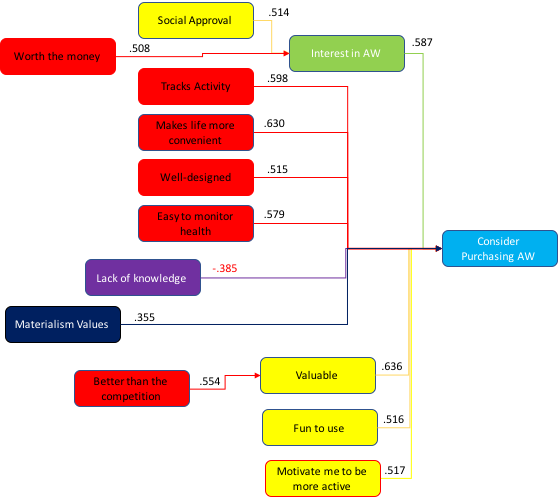 Social Approval
.514
Worth the money
.508
Interest in AW
.587
Tracks Activity
.598
Makes life more
convenient
.630
Well-designed
.515
Easy to monitor
health
.579
Consider
Purchasing AW
Lack of knowledge
-.385
Materialism Values
.355
Better than the
competition
.554
Valuable
.636
Fun to use
.516
Motivate me to be
more active
.517